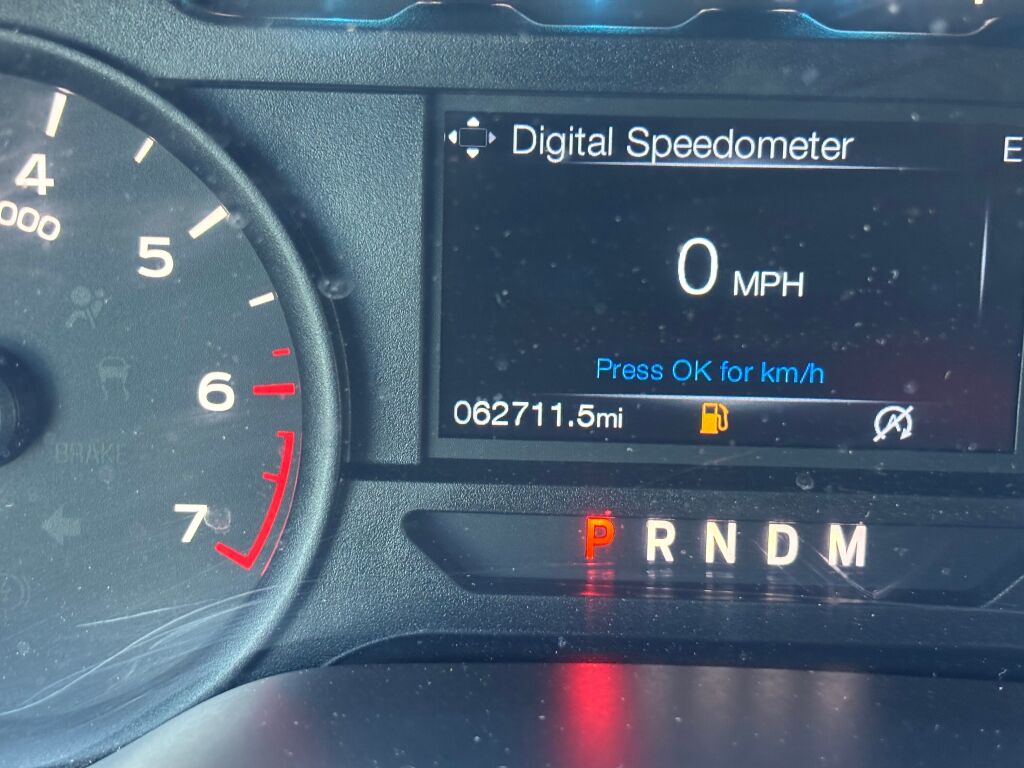 4
000
5
6
BRAKE
7
Digital Speedometer
E
0 MPH
Press OK for km/h
062711.5mi
P R N D M